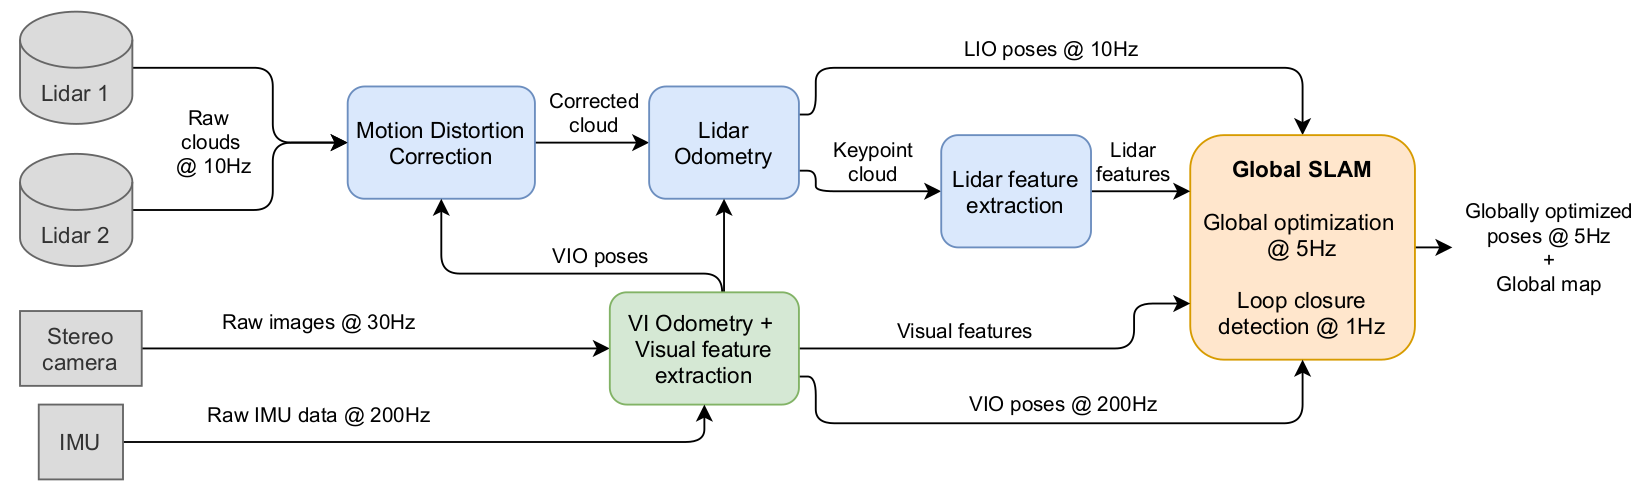 Lidar 1
Raw
clouds
@ 10Hz
Lidar 2
Motion Distortion
Correction
Corrected
cloud
Lidar
Odometry
LIO poses @ 10Hz
Keypoint
cloud
Lidar feature
extraction
Lidar
features
Global SLAM
Global optimization
@ 5Hz
Loop closure
detection @ 1Hz
Globally optimized
poses @ 5Hz
+
Global map
VIO poses
Stereo
camera
Raw images @ 30Hz
VI Odometry +
Visual feature
extraction
Visual features
VIO poses @ 200Hz
IMU
Raw IMU data @ 200Hz